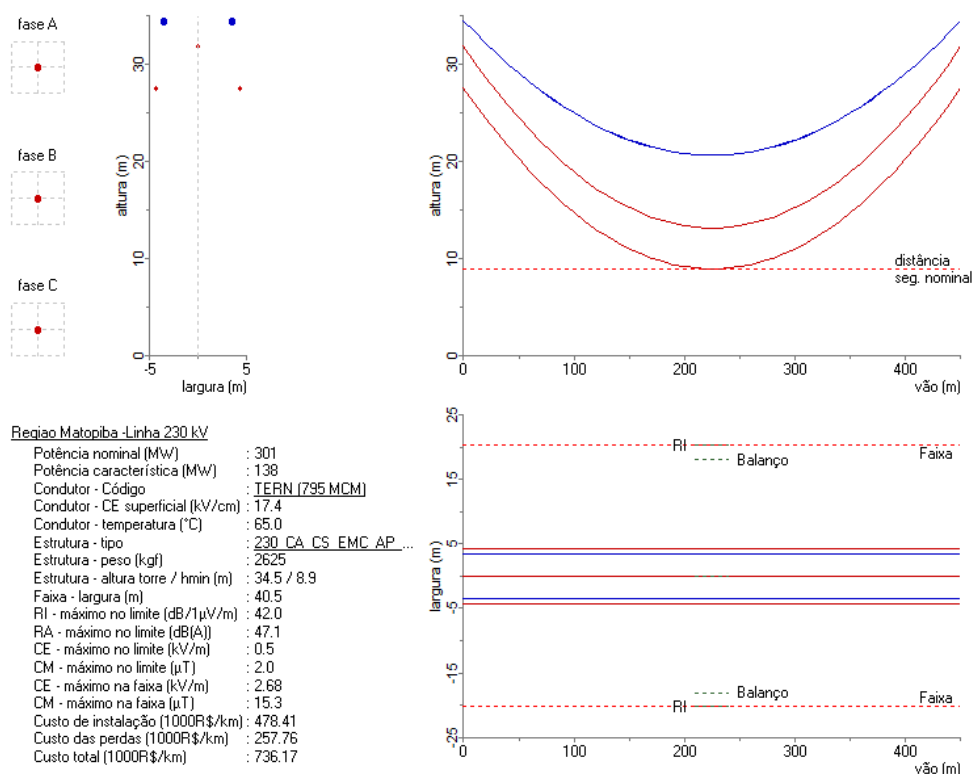 fase A
fase B
fase C
altura (m)
30
20
10
0
-5
5
largura (m)
altura (m)
30
20
10
0
distância
seg. nominal
0
100
200
300
400
vão (m)
Regiao Matopiba -Linha 230 kV
Potência nominal (MW) : 301
Potência característica (MW) : 138
Condutor - Código : TERN (795 MCM)
Condutor - CE superficial (kV/cm) : 17.4
Condutor - temperatura (°C) : 65.0
Estrutura - tipo : 230 CA CS EMC AP ...
Estrutura - peso (kgf) : 2625
Estrutura - altura torre / hmin (m) : 34.5 / 8.9
Faixa - largura (m) : 40.5
RI - máximo no limite (dB/1µV/m) : 42.0
RA - máximo no limite (dB(A)) : 47.1
CE - máximo no limite (kV/m) : 0.5
CM - máximo no limite (µT) : 2.0
CE - máximo na faixa (kV/m) : 2.68
CM - máximo na faixa (µT) : 15.3
Custo de instalação (1000R$/km) : 478.41
Custo das perdas (1000R$/km) : 257.76
Custo total (1000R$/km) : 736.17
largura (m)
25
15
5
-5
-15
-25
RI
Balanço
Faixa
Balanço
RI
Faixa
0
100
200
300
400
vão (m)